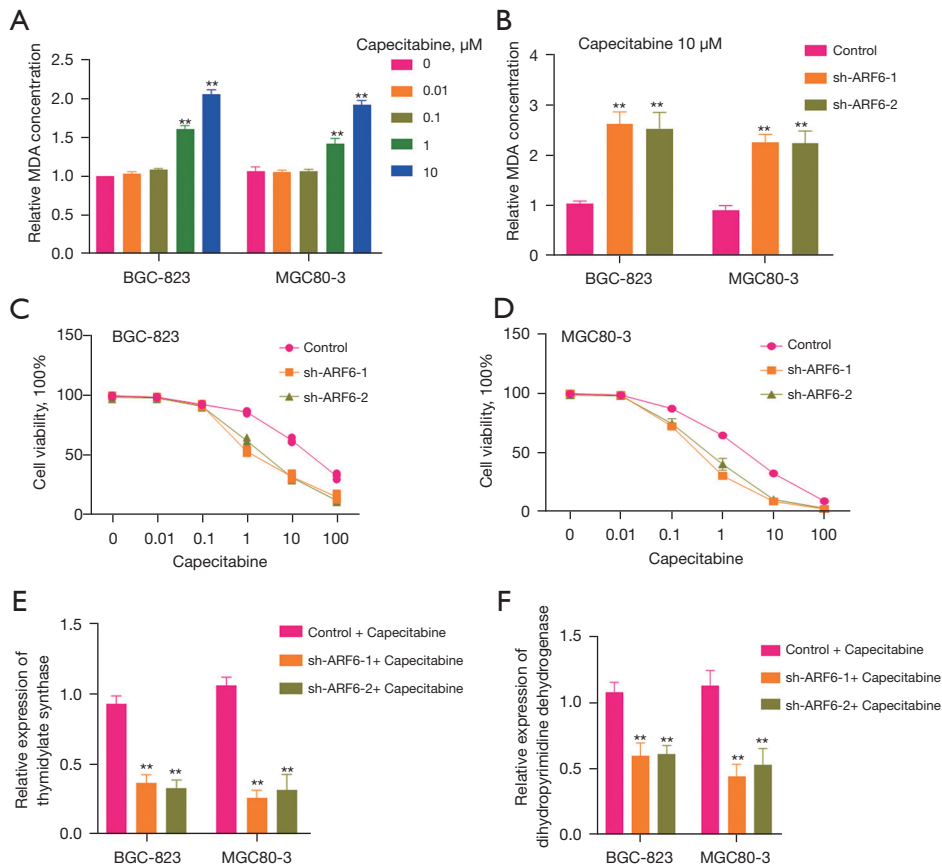 A
Relative MDA concentration
2.5
2.0
1.5
1.0
0.5
0.0
**
**
**
**
BGC-823
MGC80-3
Capecitabine, μM
0
0.01
0.1
1
10
B
Capecitabine 10 μM
Relative MDA concentration
4
3
2
1
0
**
**
**
**
BGC-823
MGC80-3
Control
sh-ARF6-1
sh-ARF6-2
C
BGC-823
Cell viability, 100%
150
100
50
0
0 0.01 0.1 1 10 100
Capecitabine
Control
sh-ARF6-1
sh-ARF6-2
D
MGC80-3
Cell viability, 100%
150
100
50
0
0 0.01 0.1 1 10 100
Capecitabine
Control
sh-ARF6-1
sh-ARF6-2
E
Relative expression of
thymidylate synthase
1.5
1.0
0.5
0.0
**
**
**
**
BGC-823
MGC80-3
Control + Capecitabine
sh-ARF6-1+ Capecitabine
sh-ARF6-2+ Capecitabine
F
Relative expression of
dihydropyrimidine dehydrogenase
1.5
1.0
0.5
0.0
**
**
**
**
BGC-823
MGC80-3
Control + Capecitabine
sh-ARF6-1+ Capecitabine
sh-ARF6-2+ Capecitabine